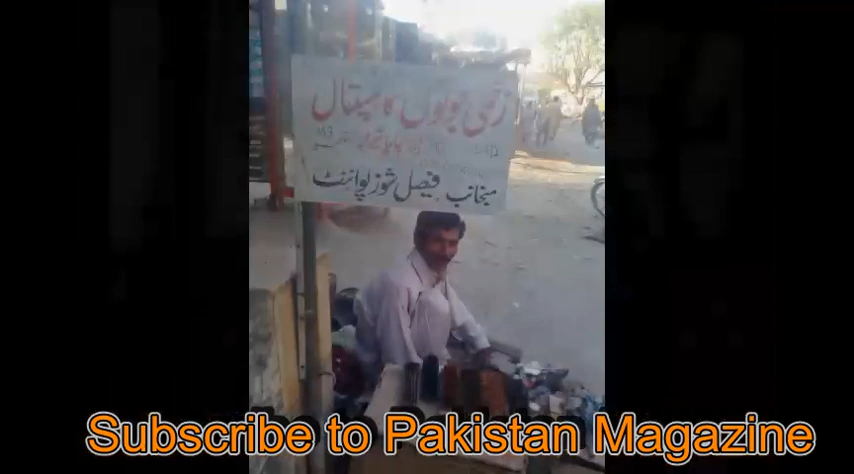 زخمی جوتوں کا ہسپتال
منجانب فیصل شوز پوائنٹ
Subscribe to Pakistan Magazine